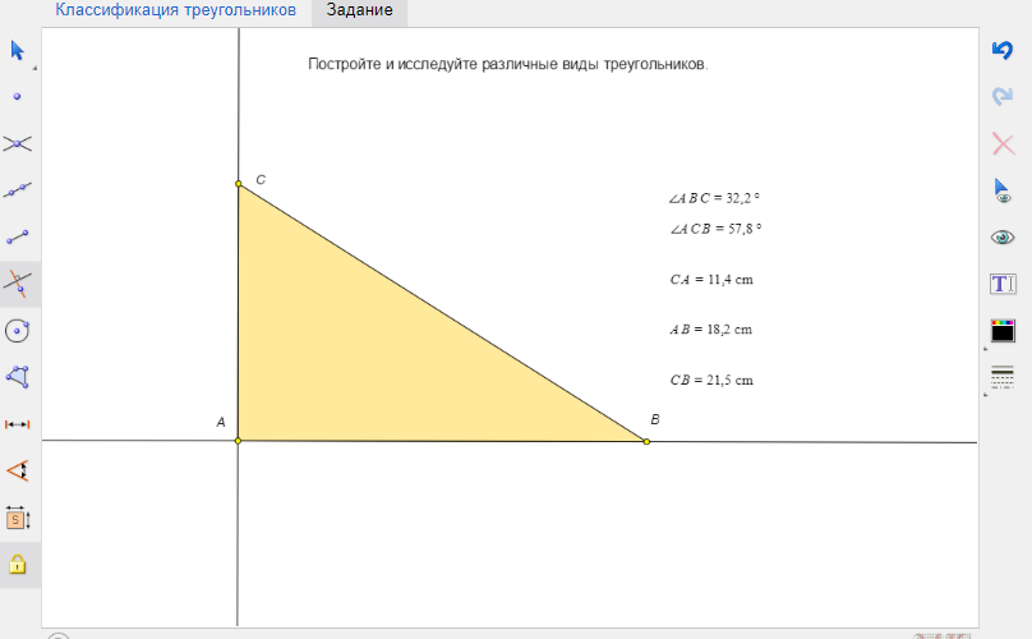 Классификация треугольников Задание
Постройте и исследуйте различные виды треугольников.
C
∠ABC = 32,2 °
∠ACB = 57,8 °
CA = 11,4 cm
AB = 18,2 cm
CB = 21,5 cm
A
B
T
S